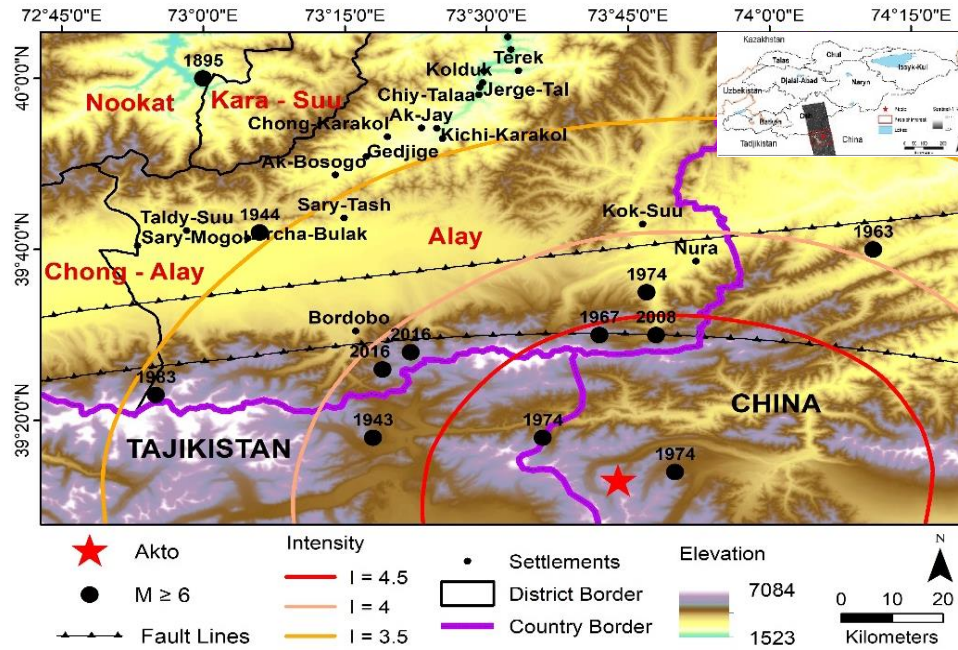 72°45'0"E 73°0'0"E 73°15'0"E 73°30'0"E 73°45'0"E 74°0'0"E 74°15'0"E
40°0'0"N
39°40'0"N
39°20'0"N
1895
Terek
Kolduk
Nookat
Kara - Suu
Chiy-Talaa
Jerge-Tal
Ak-Jay
Chong-Karakol
Kichi-Karakol
Gedjige
Ak-Bosogo
Sary-Tash
Taldy-Suu
1944
Kok-Suu
Sary-Mogol
Archa-Bulak
Alay
Nura
1963
Chong - Alay
1974
Bordobo
1967
2008
2016
2016
1983
CHINA
1943
1974
TAJIKISTAN
1974
Kazakhstan
Talas
Chui
Issyk-Kul
Djalal-Abad
Naryn
Uzbekistan
Batken
Osh
China
Tadjikistan
Lakes
Akto
M ≥ 6
Fault Lines
Intensity
I = 4.5
I = 4
I = 3.5
Settlements
District Border
Country Border
Elevation
7084
1523
N
0 10 20
Kilometers